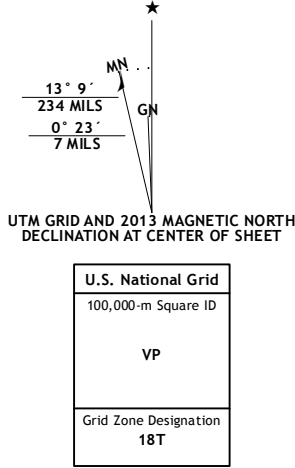 ★
MN
13° 9´
234 MILS
GN
0° 23´
7 MILS
UTM GRID AND 2013 MAGNETIC NORTH
DECLINATION AT CENTER OF SHEET
U.S. National Grid
100,000-m Square ID
VP
Grid Zone Designation
18T